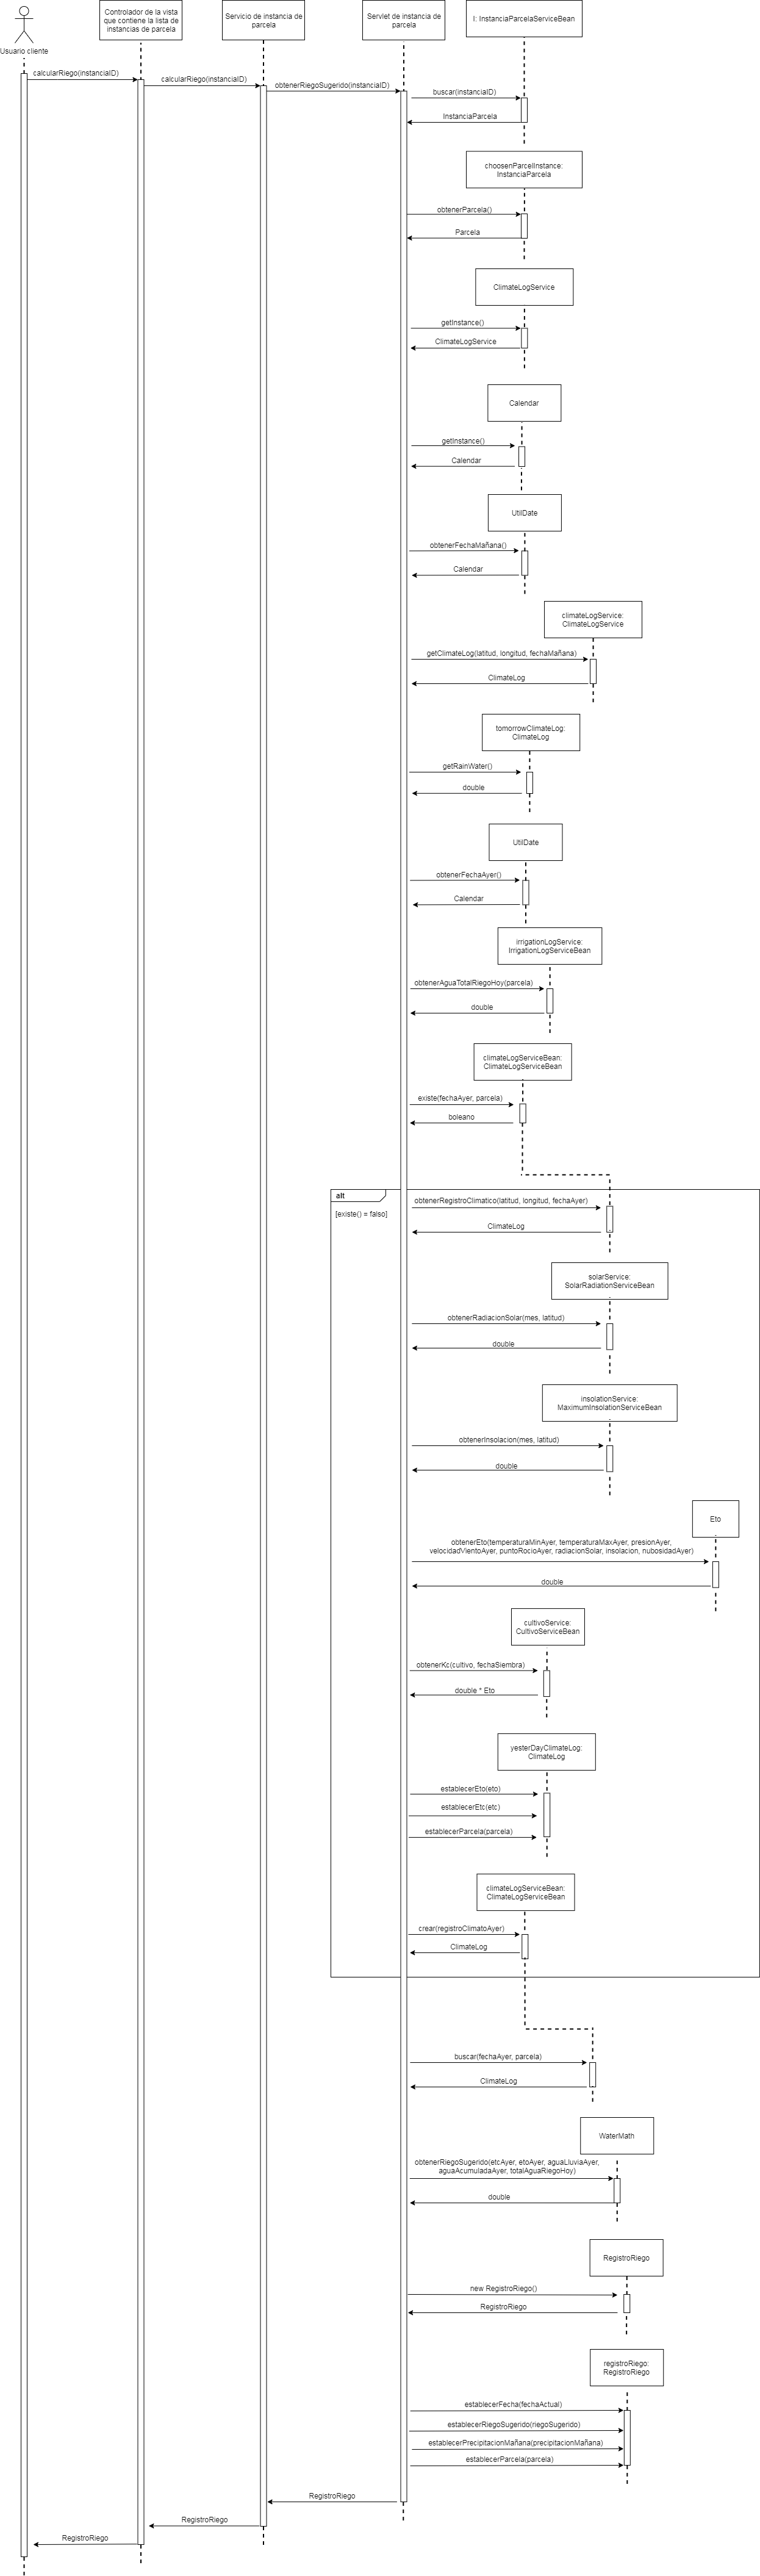 Controlador de la vista
que contiene la lista de
instancias de parcela
Servicio de instancia de
parcela
Servlet de instancia de
parcela
I: InstanciaParcelaServiceBean
Usuario cliente
calcularRiego(instanciaID)
calcularRiego(instanciaID)
obtenerRiegoSugerido(instanciaID)
buscar(instanciaID)
InstanciaParcela
choosenParcelInstance:
InstanciaParcela
obtenerParcela()
Parcela
ClimateLogService
getInstance()
ClimateLogService
Calendar
getInstance()
Calendar
UtilDate
obtenerFechaMañana()
Calendar
climateLogService:
ClimateLogService
getClimateLog(latitud, longitud, fechaMañana)
ClimateLog
tomorrowClimateLog:
ClimateLog
getRainWater()
double
UtilDate
obtenerFechaAyer()
Calendar
irrigationLogService:
IrrigationLogServiceBean
obtenerAguaTotalRiegoHoy(parcela)
double
climateLogServiceBean:
ClimateLogServiceBean
existe(fechaAyer, parcela)
boleano
alt
[existe() = falso]
obtenerRegistroClimatico(latitud, longitud, fechaAyer)
ClimateLog
solarService:
SolarRadiationServiceBean
obtenerRadiacionSolar(mes, latitud)
double
insolationService:
MaximumInsolationServiceBean
obtenerInsolacion(mes, latitud)
double
Eto
obtenerEto(temperaturaMinAyer, temperaturaMaxAyer, presionAyer,
velocidadVientoAyer, puntoRocioAyer, radiacionSolar, insolacion, nubosidadAyer)
double
cultivoService:
CultivoServiceBean
obtenerKc(cultivo, fechaSiembra)
double * Eto
yesterDayClimateLog:
ClimateLog
establecerEto(eto)
establecerEtc(etc)
establecerParcela(parcela)
climateLogServiceBean:
ClimateLogServiceBean
crear(registroClimatoAyer)
ClimateLog
buscar(fechaAyer, parcela)
ClimateLog
WaterMath
obtenerRiegoSugerido(etcAyer, etoAyer, aguaLluviaAyer,
aguaAcumuladaAyer, totalAguaRiegoHoy)
double
RegistroRiego
new RegistroRiego()
RegistroRiego
registroRiego:
RegistroRiego
establecerFecha(fechaActual)
establecerRiegoSugerido(riegoSugerido)
establecerPrecipitacionMañana(precipitacionMañana)
establecerParcela(parcela)
RegistroRiego
RegistroRiego
RegistroRiego